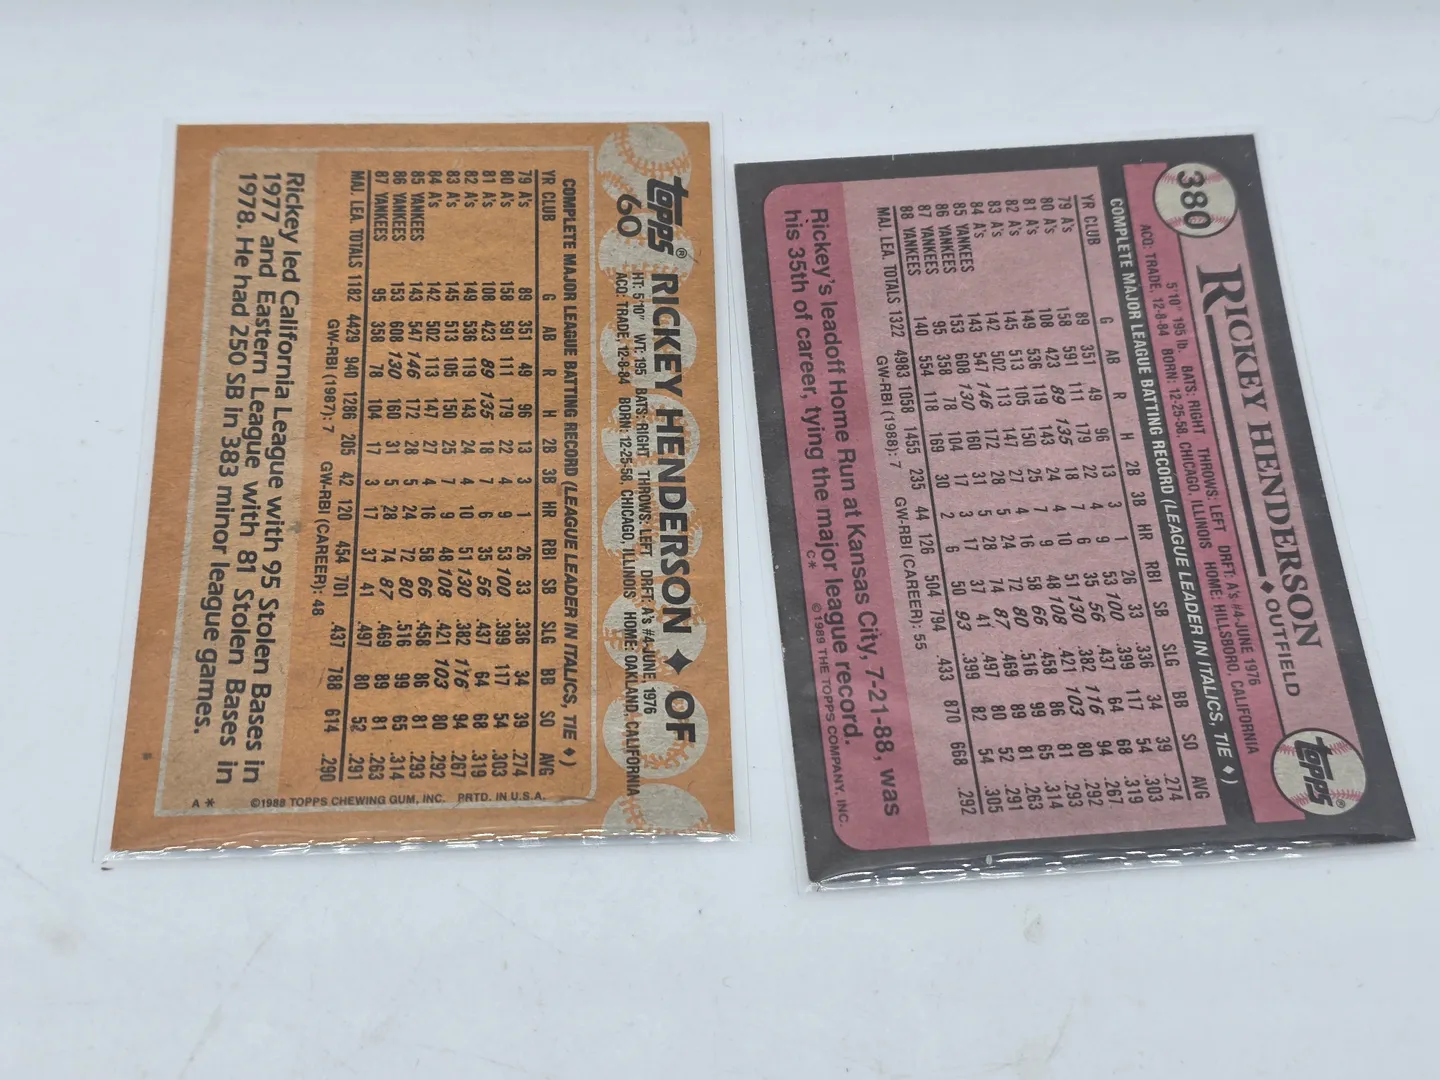 topps®
60
RICKEY HENDERSON ♦ OF
HT: 5'10" WT: 195 BATS: RIGHT THROWS: LEFT DRFT: A's #4-JUNE, 1976
ACQ: TRADE, 12-8-84 BORN: 12-25-58, CHICAGO, ILLINOIS HOME: OAKLAND, CALIFORNIA
COMPLETE MAJOR LEAGUE BATTING RECORD (LEAGUE LEADER IN ITALICS, TIE ♦)
YR CLUB G AB R H 2B 3B HR RBI SB SLG BB SO AVG
79 A's 89 351 49 96 13 3 1 26 33 .336 34 39 .274
80 A's 158 591 111 179 22 4 9 53 100 .399 117 54 .303
81 A's 108 423 89 135 18 7 6 35 56 .437 64 68 .319
82 A's 149 536 119 143 24 4 10 51 130 .382 116 94 .267
83 A's 145 513 105 150 25 7 9 48 108 .421 103 80 .292
84 A's 142 502 113 147 27 4 16 58 66 .458 86 81 .293
85 YANKEES 143 547 146 172 28 5 24 72 80 .516 99 65 .314
86 YANKEES 153 608 130 160 31 5 28 74 87 .469 89 81 .263
87 YANKEES 95 358 78 104 17 3 17 37 41 .497 80 52 .291
MAJ. LEA. TOTALS 1182 4429 940 1286 205 42 120 454 701 .437 788 614 .290
GW-RBI (1987): 7 GW-RBI (CAREER): 48
Rickey led California League with 95 Stolen Bases in
1977 and Eastern League with 81 Stolen Bases in
1978. He had 250 SB in 383 minor league games.
A * ©1988 TOPPS CHEWING GUM, INC. PRTD. IN U.S.A.
380
RICKEY HENDERSON ♦ OUTFIELD
topps®
5'10" 195 lb. BATS: RIGHT THROWS: LEFT DRFT: A's #4-JUNE 1976
ACQ: TRADE, 12-8-84 BORN: 12-25-58, CHICAGO, ILLINOIS HOME: HILLSBORO, CALIFORNIA
COMPLETE MAJOR LEAGUE BATTING RECORD (LEAGUE LEADER IN ITALICS, TIE ♦)
YR CLUB G AB R H 2B 3B HR RBI SB SLG BB SO AVG
79 A's 89 351 49 96 13 3 1 26 33 .336 34 39 .274
80 A's 158 591 111 179 22 4 9 53 100 .399 117 54 .303
81 A's 108 423 89 135 18 7 6 35 56 .437 64 68 .319
82 A's 149 536 119 143 24 4 10 51 130 .382 116 94 .267
83 A's 145 513 105 150 25 7 9 48 108 .421 103 80 .292
84 A's 142 502 113 147 27 4 16 58 66 .458 86 81 .293
85 YANKEES 143 547 146 172 28 5 24 72 80 .516 99 65 .314
86 YANKEES 153 608 130 160 31 5 28 74 87 .469 89 81 .263
87 YANKEES 95 358 78 104 17 3 17 37 41 .497 80 52 .291
88 YANKEES 140 554 118 169 30 2 6 50 93 .399 82 54 .305
MAJ. LEA. TOTALS 1322 4983 1058 1455 235 44 126 504 794 .433 870 668 .292
GW-RBI (1988): 7 GW-RBI (CAREER): 55
Rickey's leadoff Home Run at Kansas City, 7-21-88, was
his 35th of career, tying the major league record.
C* ©1989 THE TOPPS COMPANY, INC.